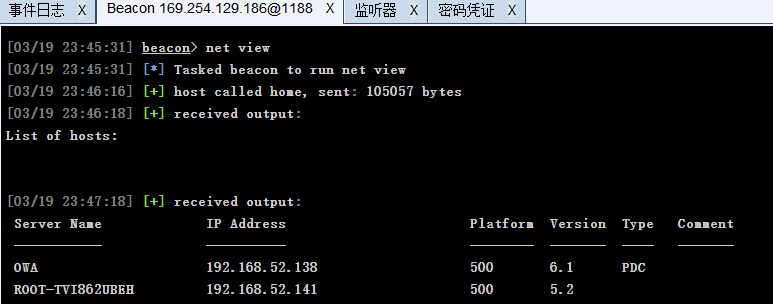 事件日志 X Beacon 169.254.129.186@1188 X 监听器 X 密码凭证 X
[03/19 23:45:31] beacon> net view
[03/19 23:45:31] [*] Tasked beacon to run net view
[03/19 23:46:16] [+] host called home, sent: 105057 bytes
[03/19 23:46:18] [+] received output:
List of hosts:
[03/19 23:47:18] [+] received output:
Server Name IP Address Platform Version Type Comment
----------- ---------- -------- ------- ---- -------
OWA 192.168.52.138 500 6.1 PDC
ROOT-TVI862UBEH 192.168.52.141 500 5.2